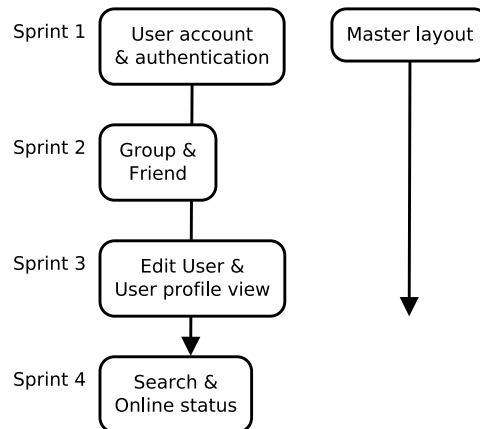 Sprint 1
User account
& authentication
Master layout
Sprint 2
Group &
Friend
Sprint 3
Edit User &
User profile view
Sprint 4
Search &
Online status